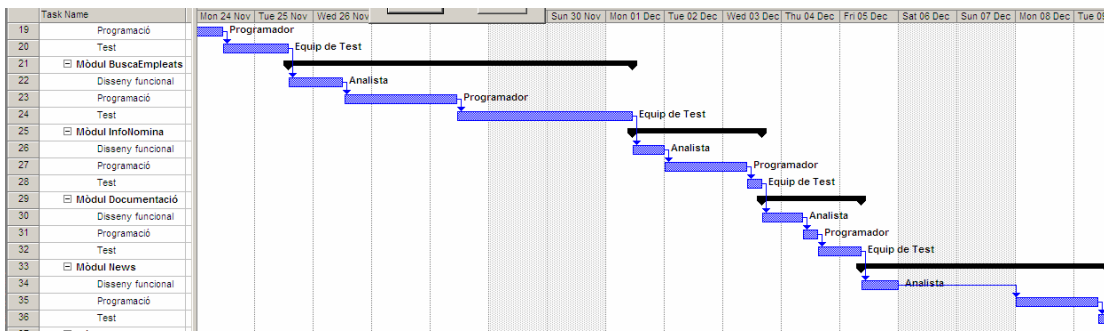 Task Name Mon 24 Nov Tue 25 Nov Wed 26 Nov Sun 30 Nov Mon 01 Dec Tue 02 Dec Wed 03 Dec Thu 04 Dec Fri 05 Dec Sat 06 Dec Sun 07 Dec Mon 08 Dec Tue 09
19 Programació Programador
20 Test Equip de Test
21 Mòdul BuscaEmpleats
22 Disseny funcional Analista
23 Programació Programador
24 Test Equip de Test
25 Mòdul InfoNomina
26 Disseny funcional Analista
27 Programació Programador
28 Test Equip de Test
29 Mòdul Documentació
30 Disseny funcional Analista
31 Programació Programador
32 Test Equip de Test
33 Mòdul News
34 Disseny funcional Analista
35 Programació
36 Test